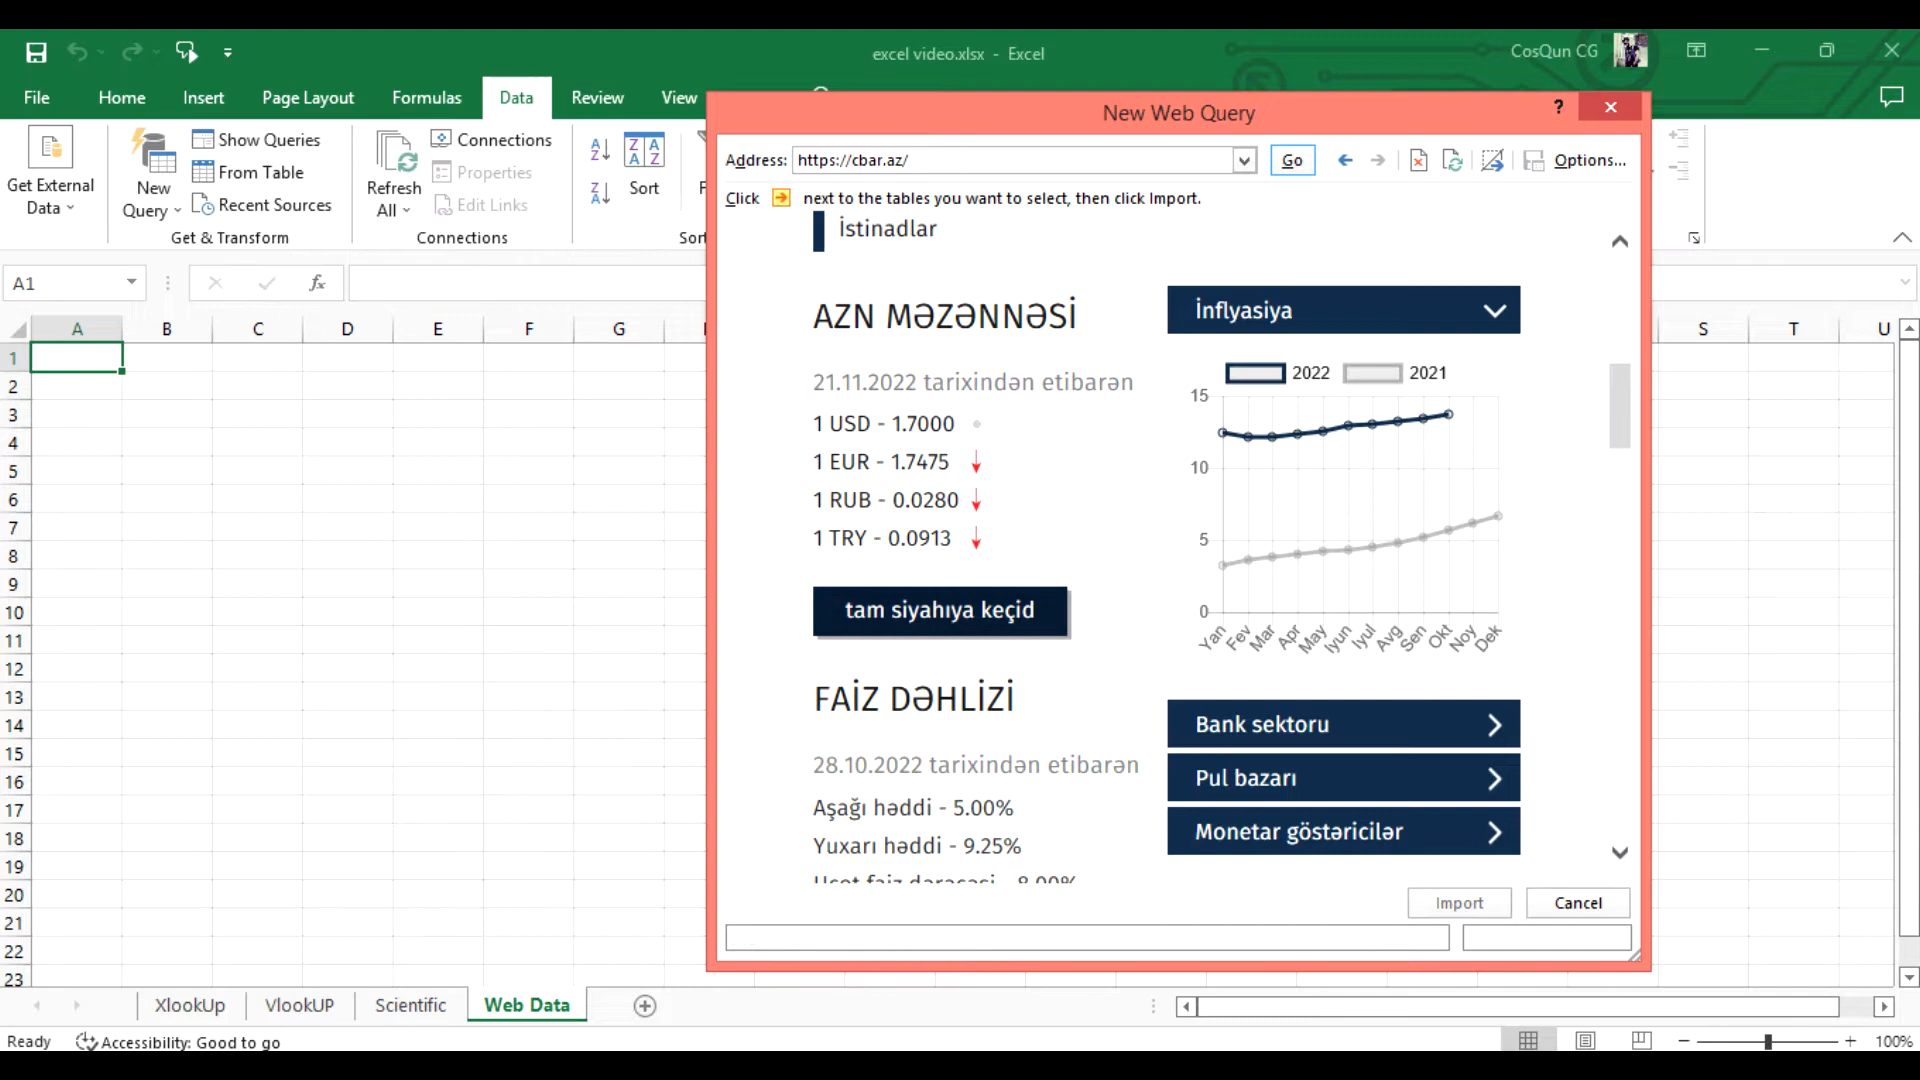 excel video.xlsx - Excel
CosQun CG
File
Home
Insert
Page Layout
Formulas
Data
Review
View
New Web Query
?
Get External
Data
New
Query
Show Queries
From Table
Recent Sources
Get & Transform
Refresh
All
Connections
Properties
Edit Links
Connections
Sort
Address: https://cbar.az/
Go
Options...
Click next to the tables you want to select, then click Import.
A1
fx
A B C D E F G S T U
1
2
3
4
5
6
7
8
9
10
11
12
13
14
15
16
17
18
19
20
21
22
23
İstinadlar
AZN MƏZƏNNƏSİ
21.11.2022 tarixindən etibarən
1 USD - 1.7000
1 EUR - 1.7475
1 RUB - 0.0280
1 TRY - 0.0913
tam siyahıya keçid
FAİZ DƏHLİZİ
28.10.2022 tarixindən etibarən
Aşağı həddi - 5.00%
Yuxarı həddi - 9.25%
Uçot faiz dərəcəsi - 8.00%
İnflyasiya
2022 2021
15
10
5
0
Yan Fev Mar Apr May İyun İyul Avg Sen Okt Noy Dek
Bank sektoru
Pul bazarı
Monetar göstəricilər
Import
Cancel
XlookUp
VlookUP
Scientific
Web Data
Ready
Accessibility: Good to go
100%